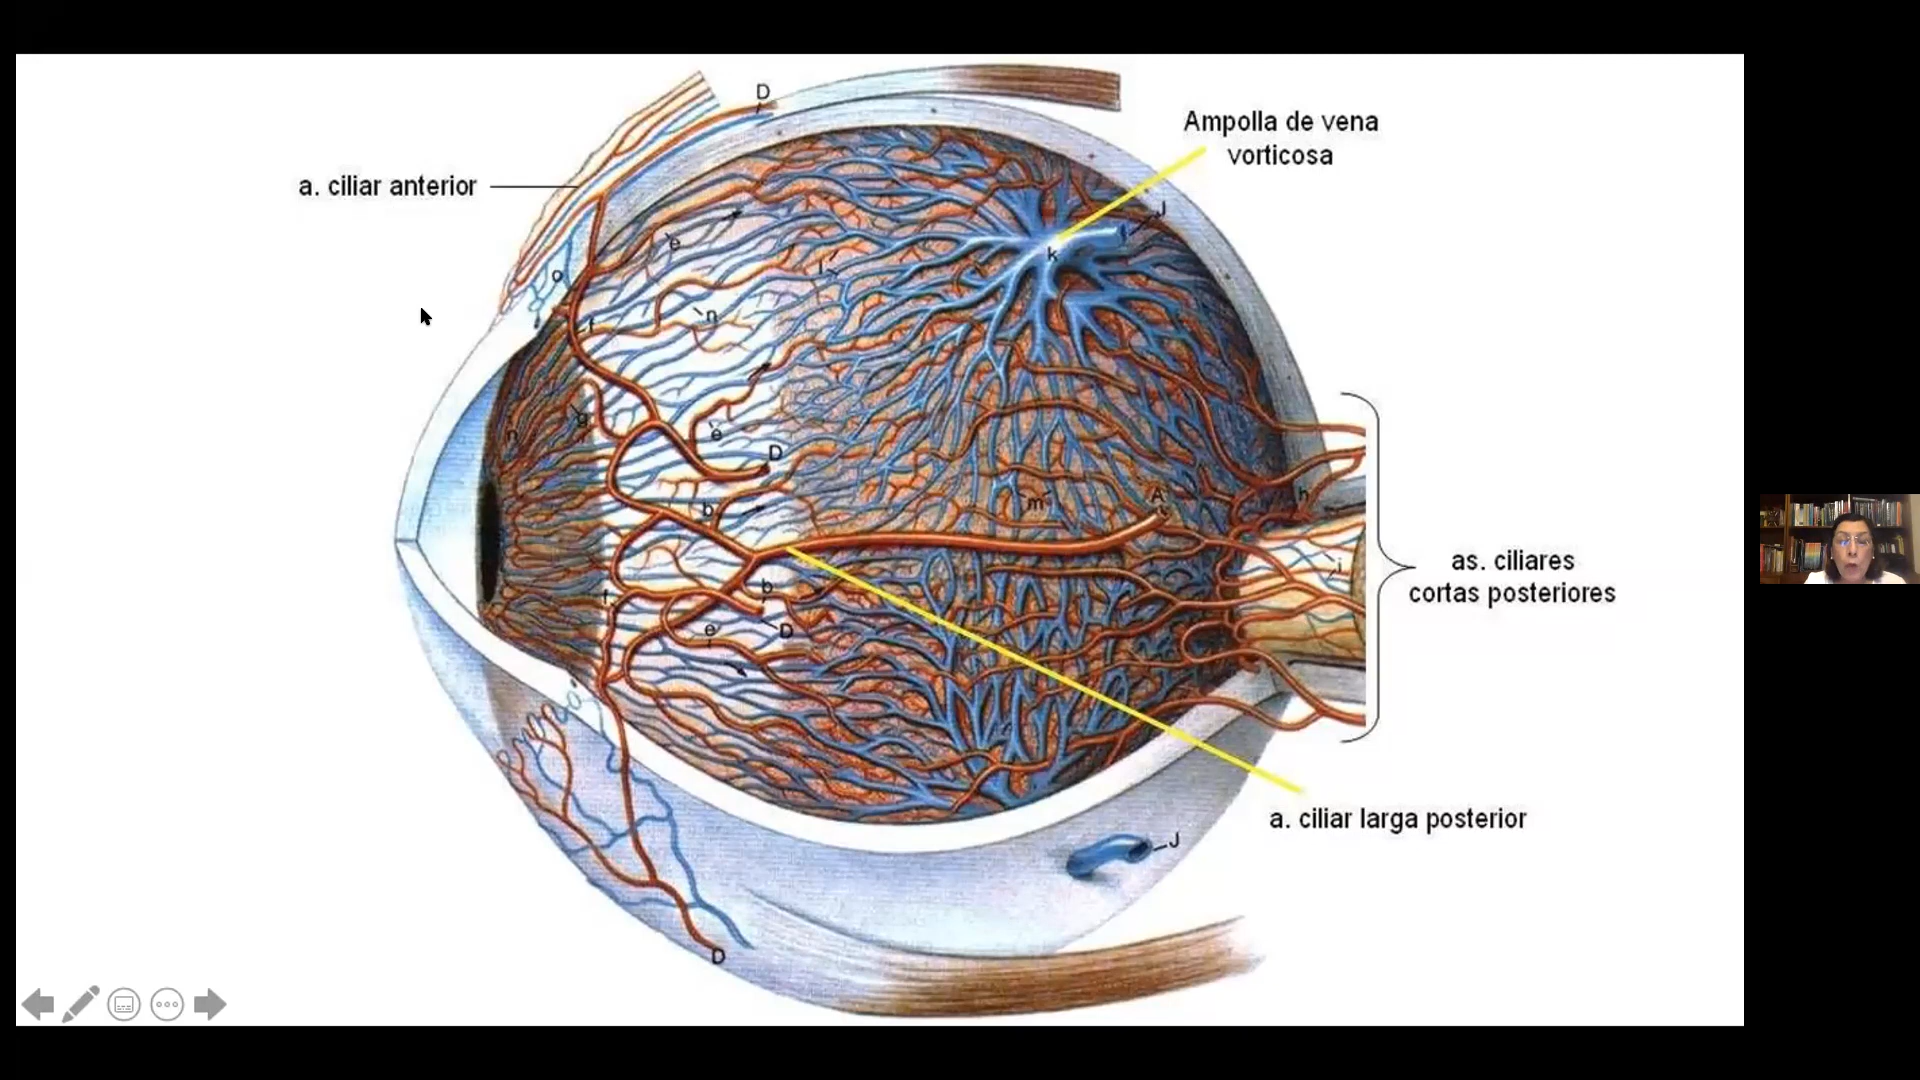 D
Ampolla de vena
vorticosa
a. ciliar anterior
J
e
k
l
o
n
f
g
n
e
D
m
A
h
b
i
as. ciliares
cortas posteriores
b
f
D
e
a. ciliar larga posterior
J
D